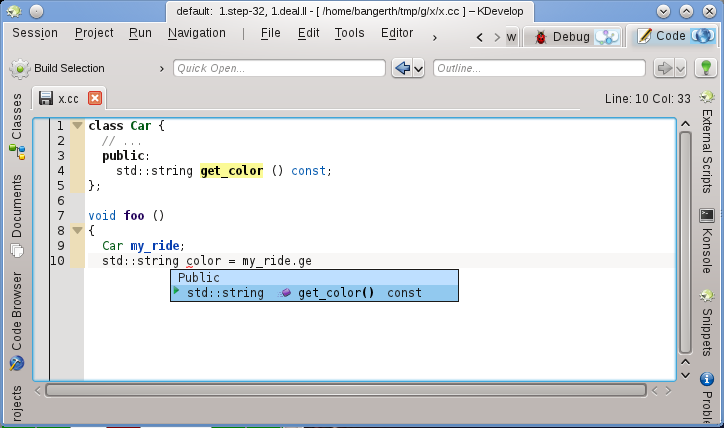 default:  1.step-32, 1.deal.ll - [ /home/bangerth/tmp/g/x/x.cc ] – KDevelop
Session Project Run Navigation File Edit Tools Editor w Debug Code
Build Selection Quick Open... Outline...
x.cc Line: 10 Col: 33
1 class Car {
2 // ...
3 public:
4 std::string get_color () const;
5 };
6
7 void foo ()
8 {
9 Car my_ride;
10 std::string color = my_ride.ge
Public
std::string get_color() const
Classes
Documents
Code Browser
rojects
External Scripts
Konsole
Snippets
Proble